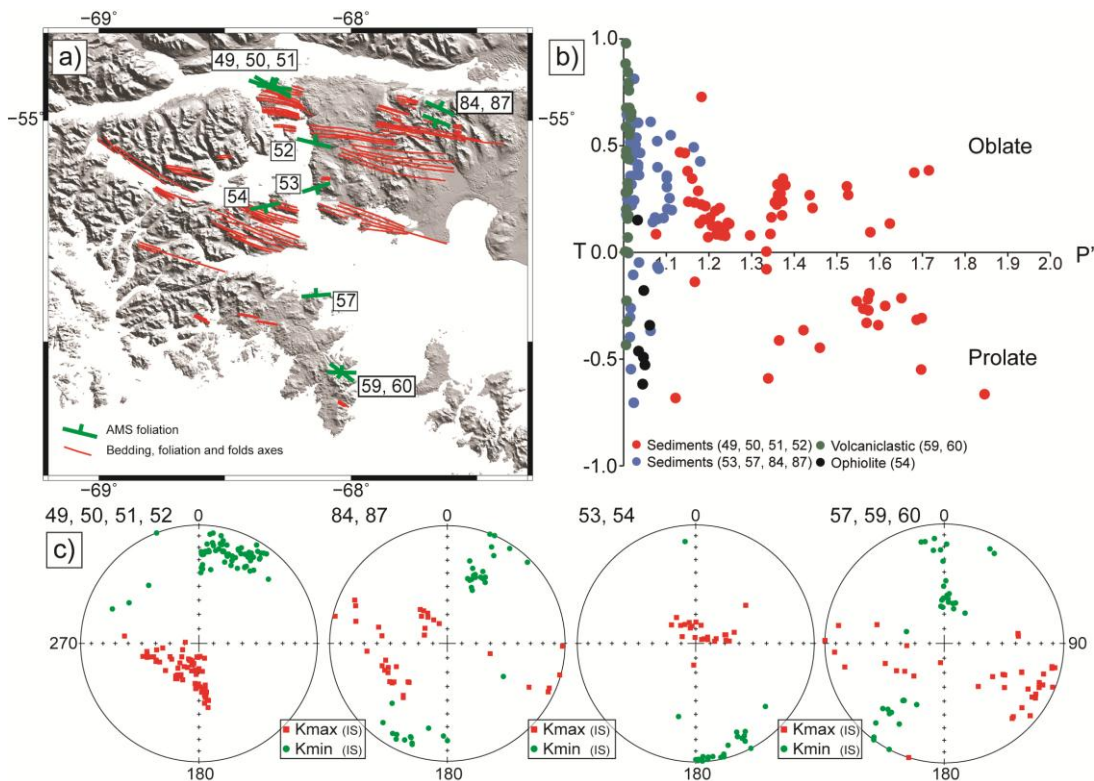 −69° −68°
a)
49, 50, 51
84, 87
−55° −55°
52
53
54
57
59, 60
AMS foliation
Bedding, foliation and folds axes
−69° −68°
b)
1.0
0.5
Oblate
T 0.0 1.1 1.2 1.3 1.4 1.5 1.6 1.7 1.8 1.9 2.0 P'
-0.5
Prolate
Sediments (49, 50, 51, 52) Volcaniclastic (59, 60)
Sediments (53, 57, 84, 87) Ophiolite (54)
-1.0
c)
49, 50, 51, 52 0 84, 87 0 53, 54 0 57, 59, 60 0
270 90
Kmax (IS) Kmax (IS) Kmax (IS) Kmax (IS)
Kmin (IS) Kmin (IS) Kmin (IS) Kmin (IS)
180 180 180 180